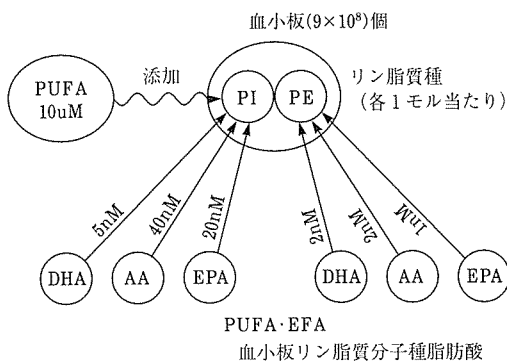 血小板(9×10⁸)個
PUFA
10uM
添加
PI
PE
リン脂質種
(各1モル当たり)
5nM
40nM
20nM
2nM
2nM
1nM
DHA
AA
EPA
DHA
AA
EPA
PUFA·EFA
血小板リン脂質分子種脂肪酸